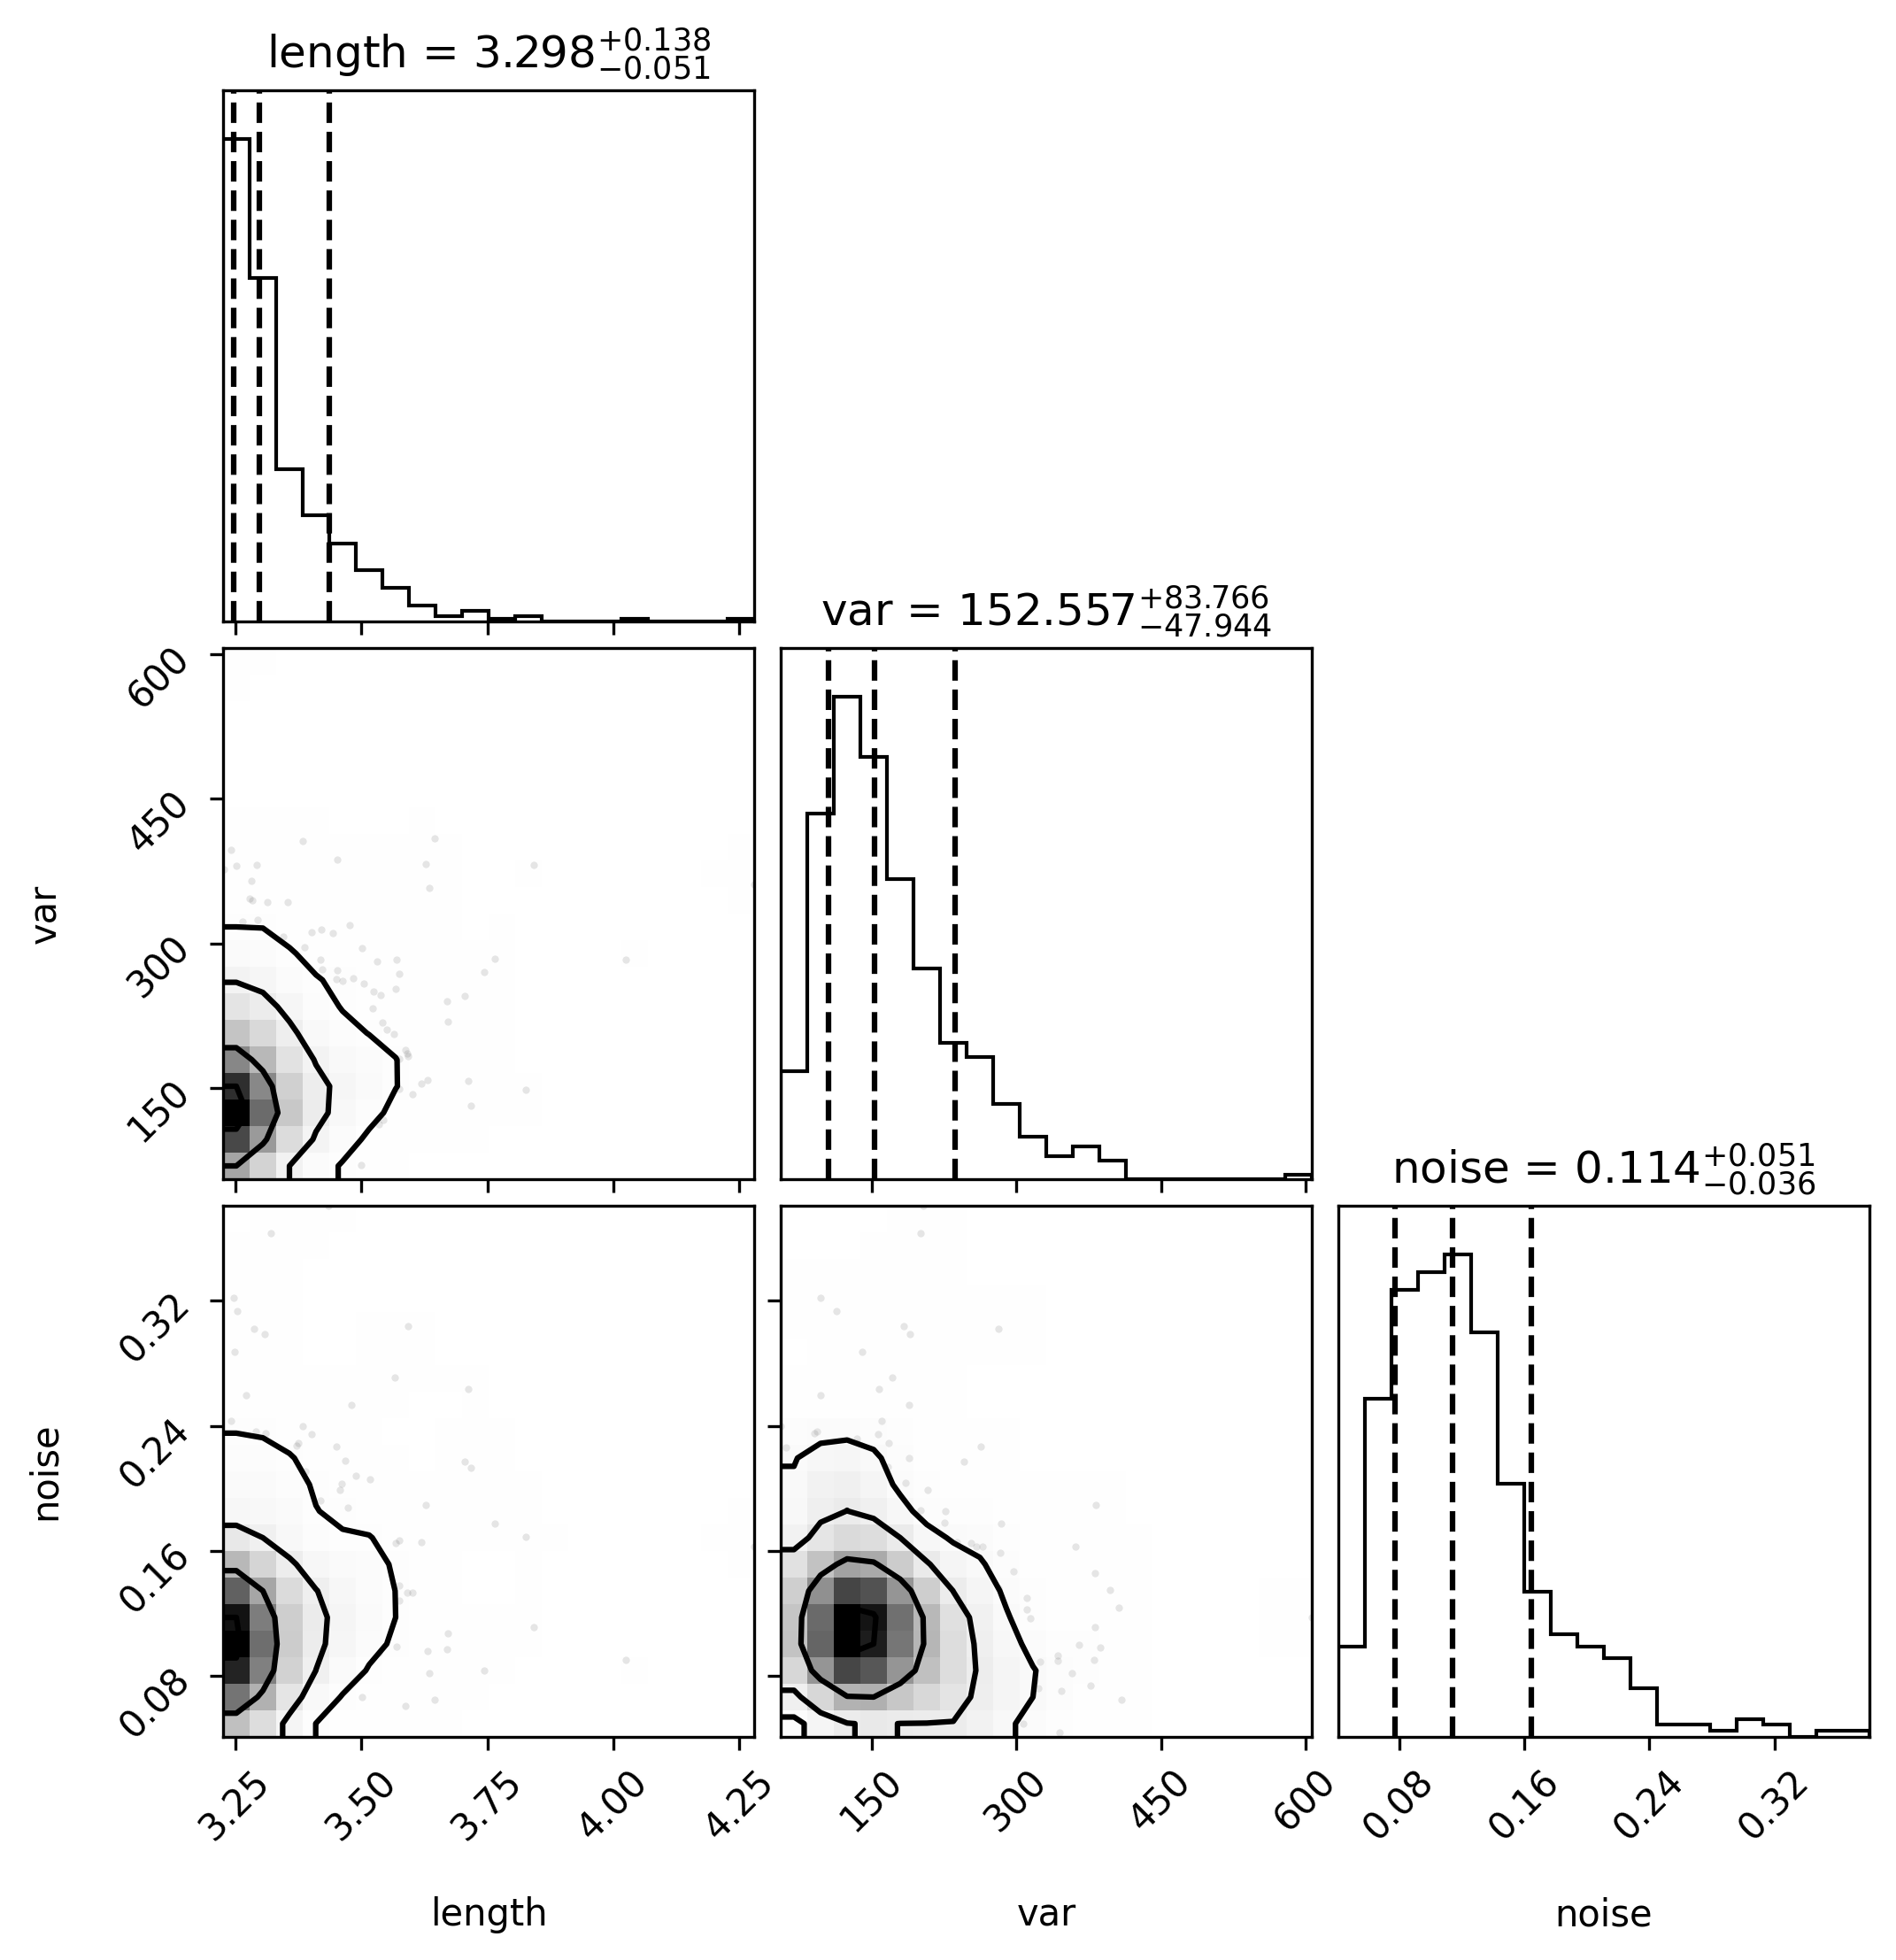 length = 3.298 +0.138 −0.051
var = 152.557 +83.766 −47.944
600
450
300
150
var
noise = 0.114 +0.051 −0.036
0.32
0.24
0.16
0.08
noise
3.25 3.50 3.75 4.00 4.25
150 300 450 600
0.08 0.16 0.24 0.32
length
var
noise